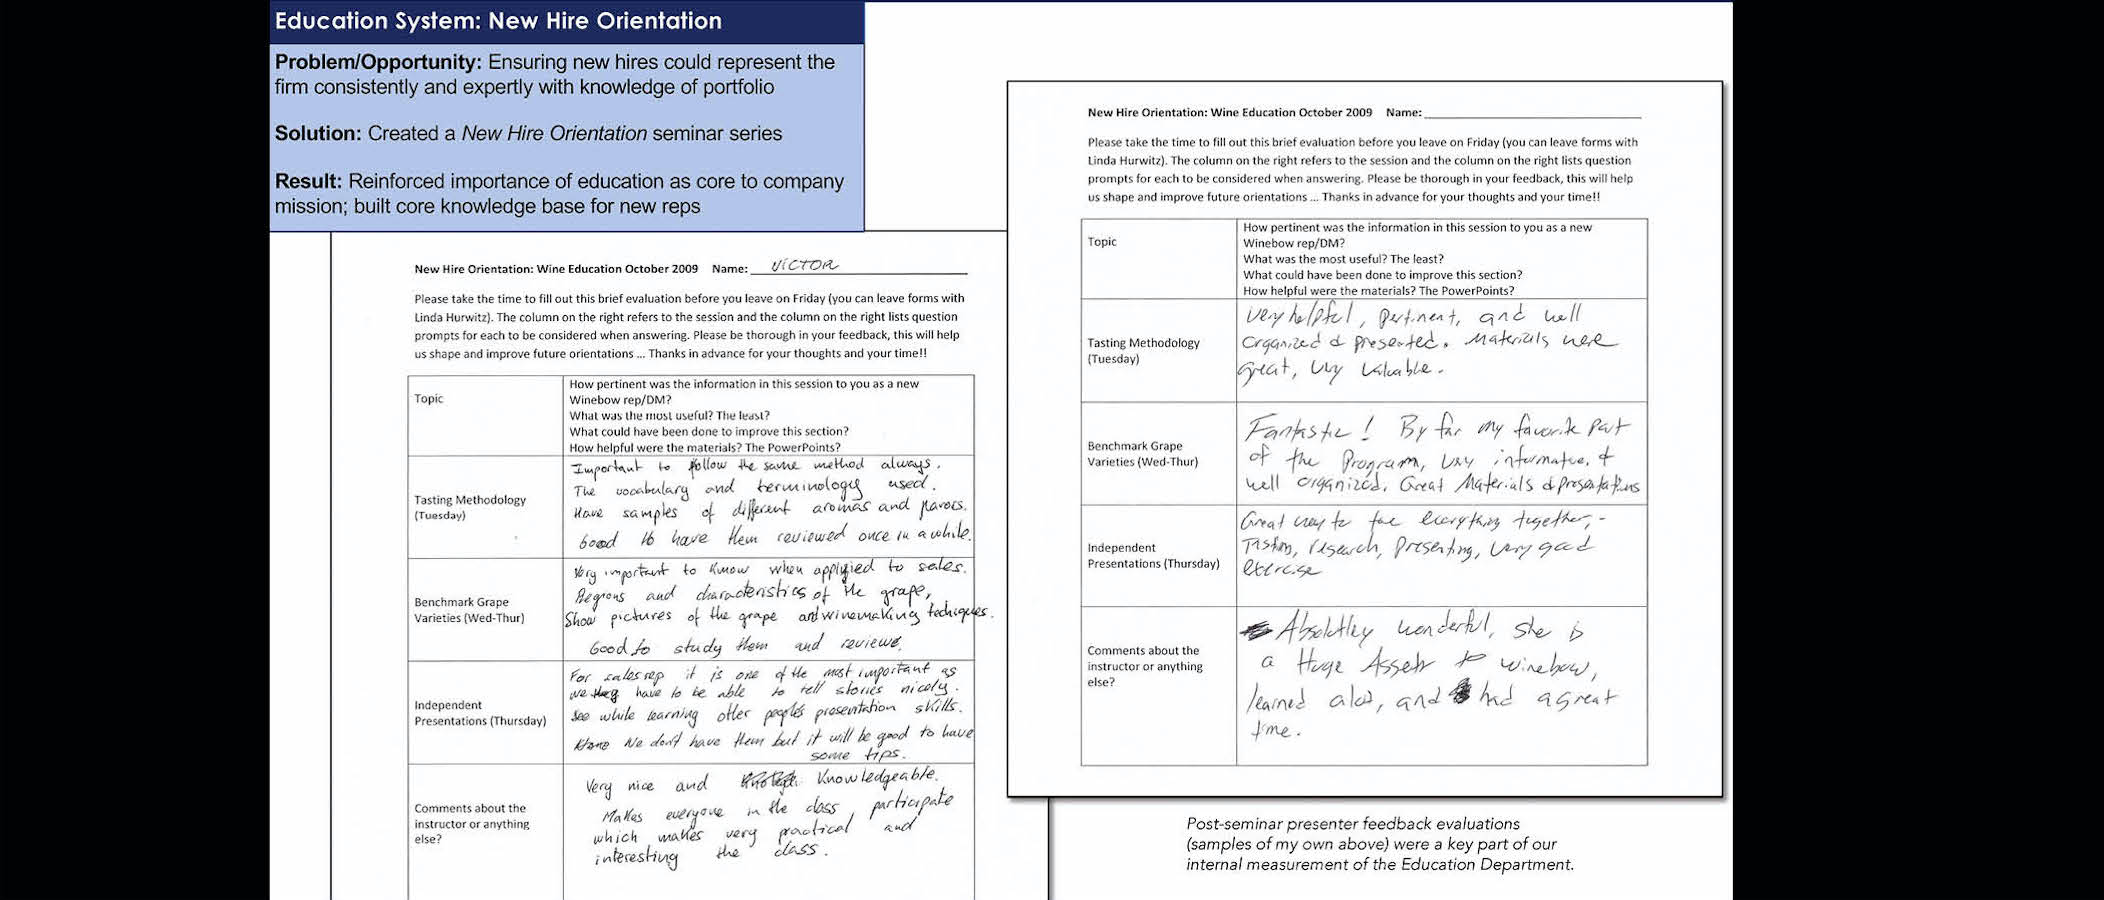 Education System: New Hire Orientation
Problem/Opportunity: Ensuring new hires could represent the
firm consistently and expertly with knowledge of portfolio
Solution: Created a New Hire Orientation seminar series
Result: Reinforced importance of education as core to company
mission; built core knowledge base for new reps
New Hire Orientation: Wine Education October 2009 Name: VICTOR
Please take the time to fill out this brief evaluation before you leave on Friday (you can leave forms with
Linda Hurwitz). The column on the right refers to the session and the column on the right lists question
prompts for each to be considered when answering. Please be thorough in your feedback, this will help
us shape and improve future orientations ... Thanks in advance for your thoughts and your time!!
Topic
How pertinent was the information in this session to you as a new
Winebow rep/DM?
What was the most useful? The least?
What could have been done to improve this section?
How helpful were the materials? The PowerPoints?
Tasting Methodology
(Tuesday)
Important to follow the same method always.
The vocabulary and terminology used.
Have samples of different aromas and flavors.
Good to have them reviewed once in a while.
Benchmark Grape
Varieties (Wed-Thur)
Very important to know when applyied to sales.
Regions and characteristics of the grape,
Show pictures of the grape and winemaking techniques.
Good to study them and reviewe.
Independent
Presentations (Thursday)
For sales rep it is one of the most important as
we have to be able to tell stories nicely.
See while learning other people's presentation skills.
We don't have them but it will be good to have
some tips.
Comments about the
instructor or anything
else?
Very nice and Knowledgeable.
Makes everyone in the class participate
which makes very practical and
interesting the class.
New Hire Orientation: Wine Education October 2009 Name:
Please take the time to fill out this brief evaluation before you leave on Friday (you can leave forms with
Linda Hurwitz). The column on the right refers to the session and the column on the right lists question
prompts for each to be considered when answering. Please be thorough in your feedback, this will help
us shape and improve future orientations ... Thanks in advance for your thoughts and your time!!
Topic
How pertinent was the information in this session to you as a new
Winebow rep/DM?
What was the most useful? The least?
What could have been done to improve this section?
How helpful were the materials? The PowerPoints?
Tasting Methodology
(Tuesday)
Very helpful, pertinent, and well
organized & presented. Materials were
great, very valuable.
Benchmark Grape
Varieties (Wed-Thur)
Fantastic! By far my favorite part
of the Program, very informative, &
well organized. Great Materials & presentations
Independent
Presentations (Thursday)
Great way to everything together, -
Tasting, research, presenting, very good
exercise
Comments about the
instructor or anything
else?
Absolutley wonderful, she is
a Huge Asset to winebow,
learned alot, and had a great
time.
Post-seminar presenter feedback evaluations
(samples of my own above) were a key part of our
internal measurement of the Education Department.